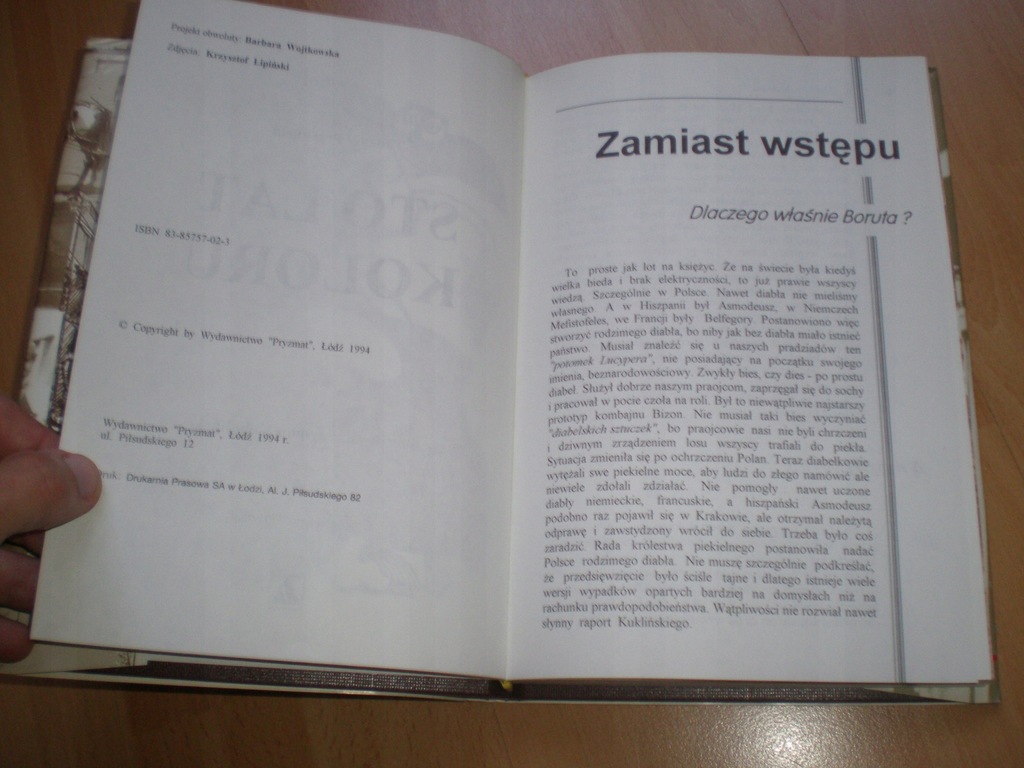 Projekt obwoluty: Barbara Wojtkowska
Zdjęcia: Krzysztof Lipiński
ISBN 83-85757-02-3
© Copyright by Wydawnictwo "Pryzmat", Łódź 1994
Wydawnictwo "Pryzmat", Łódź 1994 r.
ul. Piłsudskiego 12
Drukarnia Prasowa SA w Łodzi, Al. J. Piłsudskiego 82
Zamiast wstępu
Dlaczego właśnie Boruta ?
To proste jak lot na księżyc. Że na świecie była kiedyś
wielka bieda i brak elektryczności, to już prawie wszyscy
wiedzą. Szczególnie w Polsce. Nawet diabła nie mieliśmy
własnego. A w Hiszpanii był Asmodeusz, w Niemczech
Mefistofeles, we Francji były Belfegory. Postanowiono więc
stworzyć rodzimego diabła, bo niby jak bez diabła miało istnieć
państwo. Musiał znaleźć się u naszych pradziadów ten
"potomek Lucypera", nie posiadający na początku swojego
imienia, beznarodowościowy. Zwykły bies, czy dies - po prostu
diabeł. Służył dobrze naszym praojcom, zaprzęgał się do sochy
i pracował w pocie czoła na roli. Był to niewątpliwie najstarszy
prototyp kombajnu Bizon. Nie musiał taki bies wyczyniać
"diabelskich sztuczek", bo praojcowie nasi nie byli chrzczeni
i dziwnym zrządzeniem losu wszyscy trafiali do piekła.
Sytuacja zmieniła się po ochrzczeniu Polan. Teraz diabełkowie
wytężali swe piekielne moce, aby ludzi do złego namówić ale
niewiele zdołali zdziałać. Nie pomogły nawet uczone
diabły niemieckie, francuskie, a hiszpański Asmodeusz
podobno raz pojawił się w Krakowie, ale otrzymał należytą
odprawę i zawstydzony wrócił do siebie. Trzeba było coś
zaradzić. Rada królestwa piekielnego postanowiła nadać
Polsce rodzimego diabła. Nie muszę szczególnie podkreślać,
że przedsięwzięcie było ściśle tajne i dlatego istnieje wiele
wersji wypadków opartych bardziej na domysłach niż na
rachunku prawdopodobieństwa. Wątpliwości nie rozwiał nawet
słynny raport Kuklińskiego.